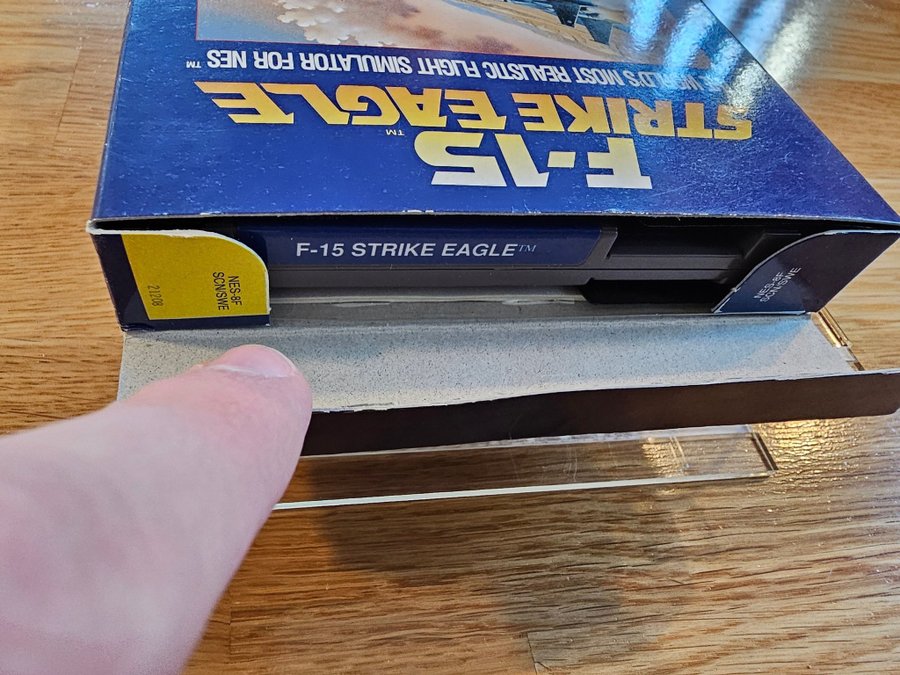 F-15™
STRIKE EAGLE
WORLD'S MOST REALISTIC FLIGHT SIMULATOR FOR NES™
F-15 STRIKE EAGLE™
NES-8F
SCN/SWE
21208
NES-8F
SCN/SWE